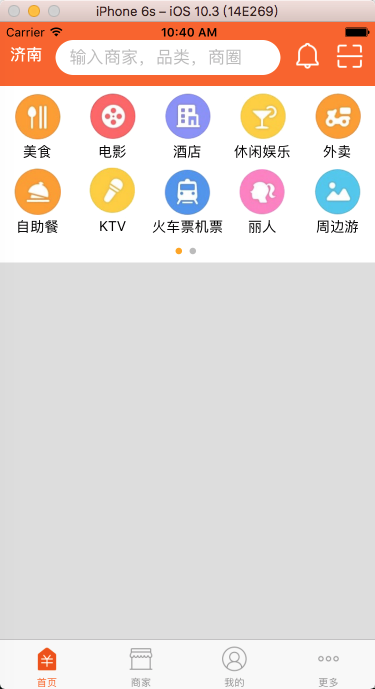 iPhone 6s – iOS 10.3 (14E269)
Carrier 10:40 AM
济南 输入商家，品类，商圈
美食 电影 酒店 休闲娱乐 外卖
自助餐 KTV 火车票机票 丽人 周边游
¥
首页 商家 我的 更多